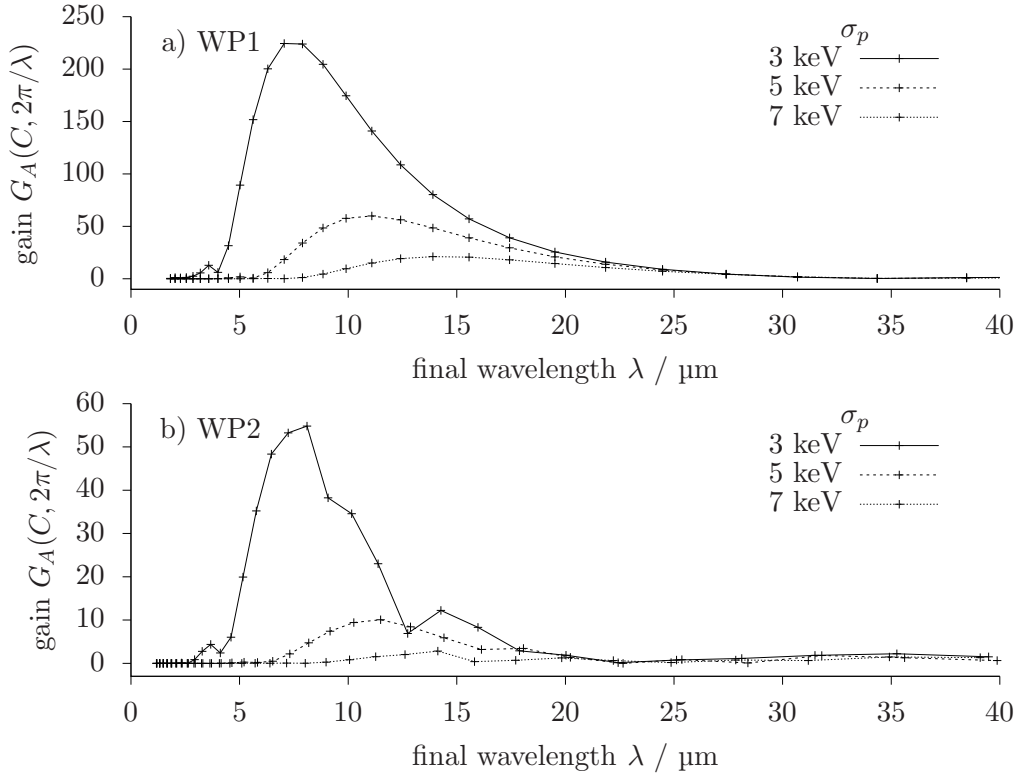 250
200
150
100
50
0
gain G_A(C, 2π/λ)
a) WP1
σ_p
3 keV
5 keV
7 keV
0 5 10 15 20 25 30 35 40
final wavelength λ / µm
60
50
40
30
20
10
0
gain G_A(C, 2π/λ)
b) WP2
σ_p
3 keV
5 keV
7 keV
0 5 10 15 20 25 30 35 40
final wavelength λ / µm